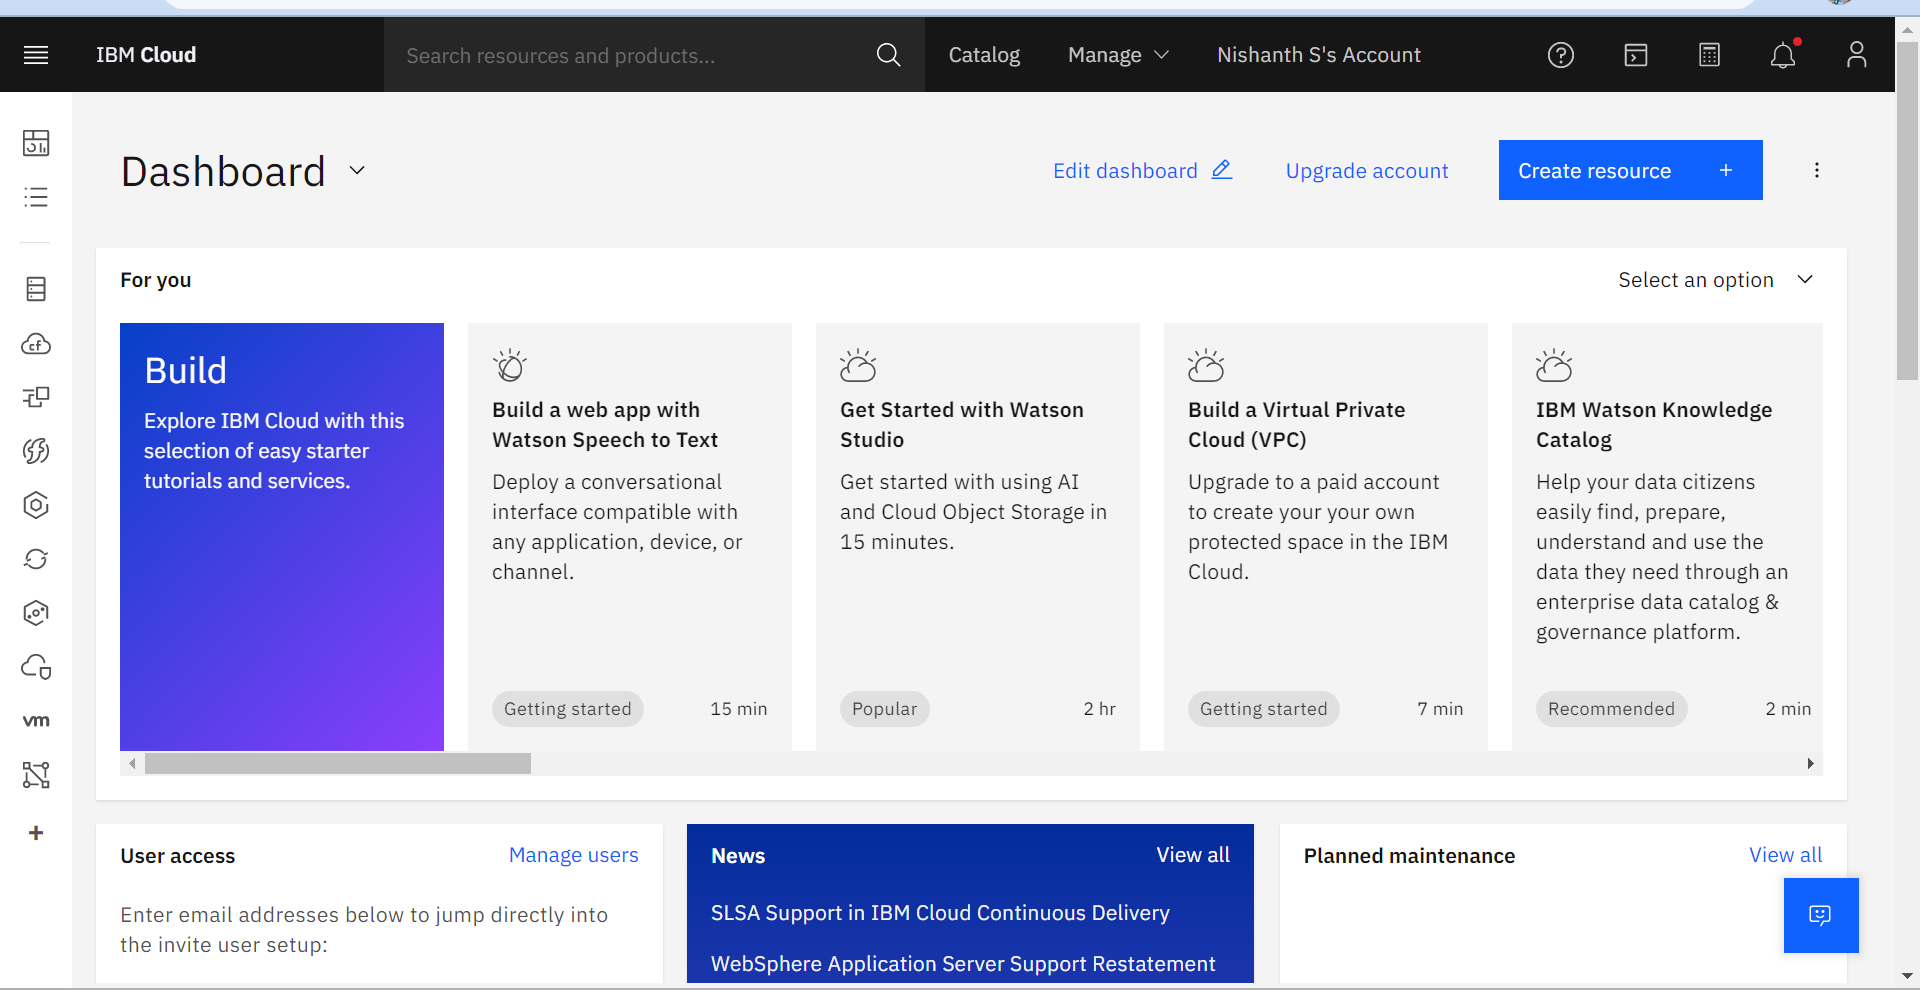 IBM Cloud
Search resources and products...
Catalog
Manage
Nishanth S's Account
Dashboard
Edit dashboard
Upgrade account
Create resource +
For you
Select an option
Build
Explore IBM Cloud with this
selection of easy starter
tutorials and services.
Build a web app with
Watson Speech to Text
Deploy a conversational
interface compatible with
any application, device, or
channel.
Getting started
15 min
Get Started with Watson
Studio
Get started with using AI
and Cloud Object Storage in
15 minutes.
Popular
2 hr
Build a Virtual Private
Cloud (VPC)
Upgrade to a paid account
to create your your own
protected space in the IBM
Cloud.
Getting started
7 min
IBM Watson Knowledge
Catalog
Help your data citizens
easily find, prepare,
understand and use the
data they need through an
enterprise data catalog &
governance platform.
Recommended
2 min
cf
vm
User access
Manage users
Enter email addresses below to jump directly into
the invite user setup:
News
View all
SLSA Support in IBM Cloud Continuous Delivery
WebSphere Application Server Support Restatement
Planned maintenance
View all